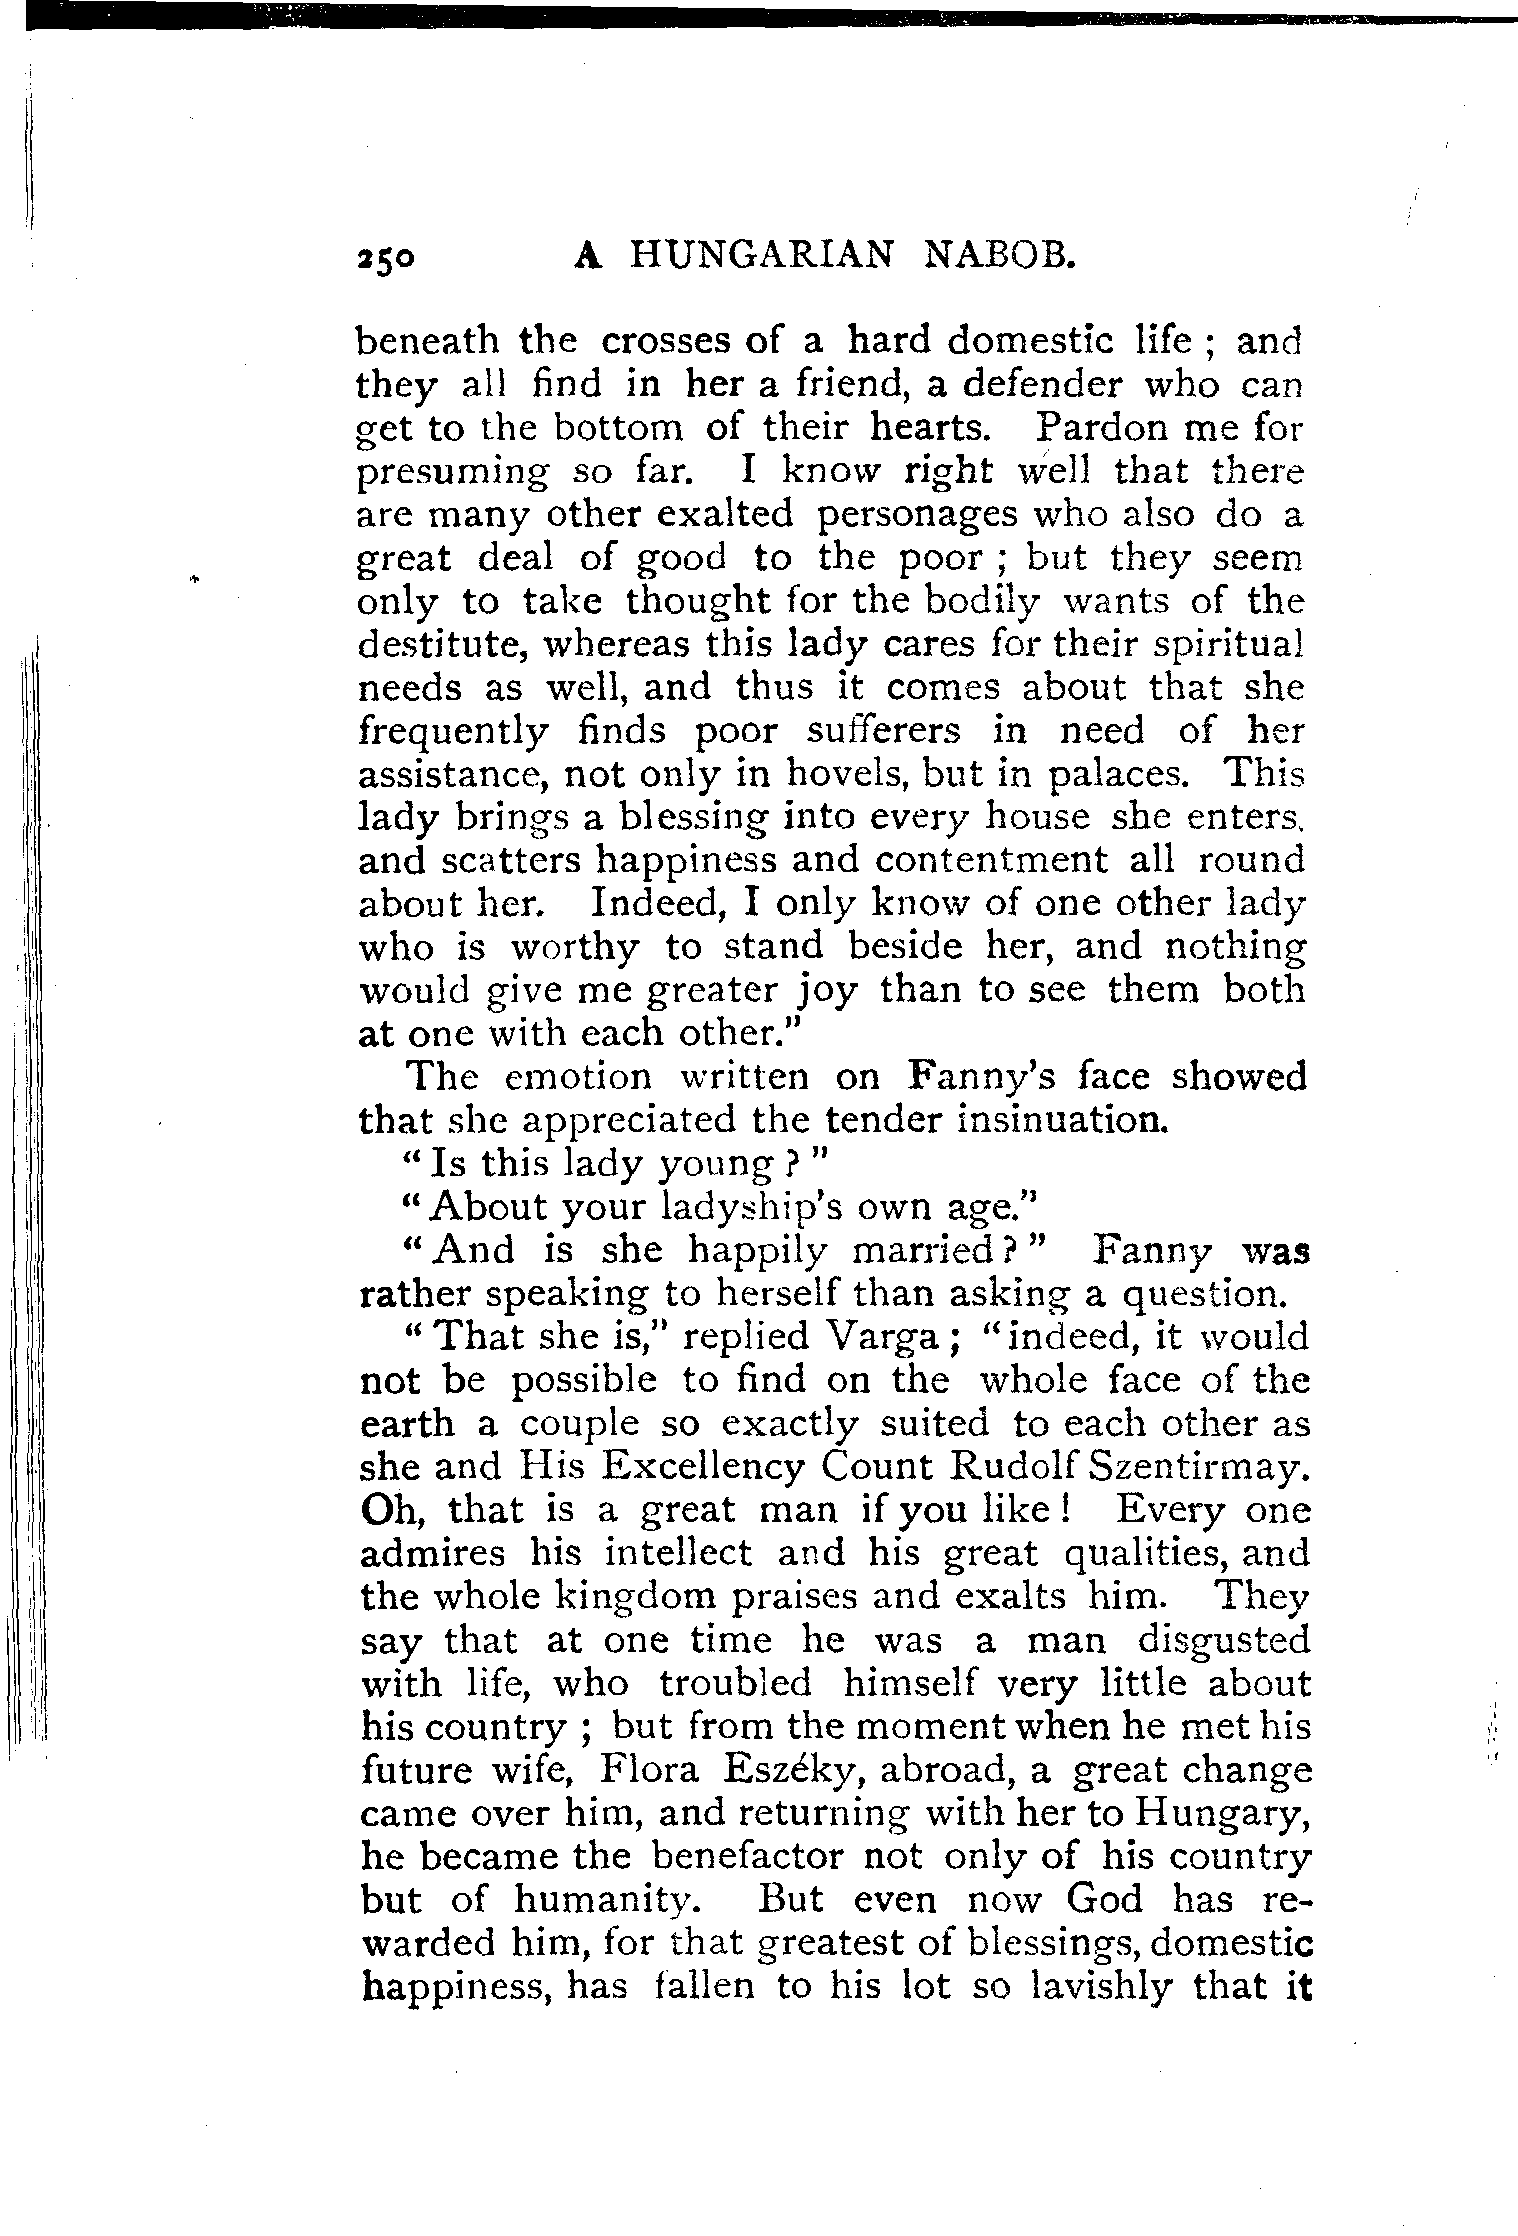 250 A HUNGARIAN NABOB.
beneath the crosses of a hard domestic life ; and
they all find in her a friend, a defender who can
get to the bottom of their hearts. Pardon me for
presuming so far. I know right well that there
are many other exalted personages who also do a
great deal of good to the poor ; but they seem
only to take thought for the bodily wants of the
destitute, whereas this lady cares for their spiritual
needs as well, and thus it comes about that she
frequently finds poor sufferers in need of her
assistance, not only in hovels, but in palaces. This
lady brings a blessing into every house she enters,
and scatters happiness and contentment all round
about her. Indeed, I only know of one other lady
who is worthy to stand beside her, and nothing
would give me greater joy than to see them both
at one with each other."
The emotion written on Fanny's face showed
that she appreciated the tender insinuation.
"Is this lady young ? "
"About your ladyship's own age."
"And is she happily married ? " Fanny was
rather speaking to herself than asking a question.
"That she is," replied Varga ; "indeed, it would
not be possible to find on the whole face of the
earth a couple so exactly suited to each other as
she and His Excellency Count Rudolf Szentirmay.
Oh, that is a great man if you like ! Every one
admires his intellect and his great qualities, and
the whole kingdom praises and exalts him. They
say that at one time he was a man disgusted
with life, who troubled himself very little about
his country ; but from the moment when he met his
future wife, Flora Eszéky, abroad, a great change
came over him, and returning with her to Hungary,
he became the benefactor not only of his country
but of humanity. But even now God has re-
warded him, for that greatest of blessings, domestic
happiness, has fallen to his lot so lavishly that it